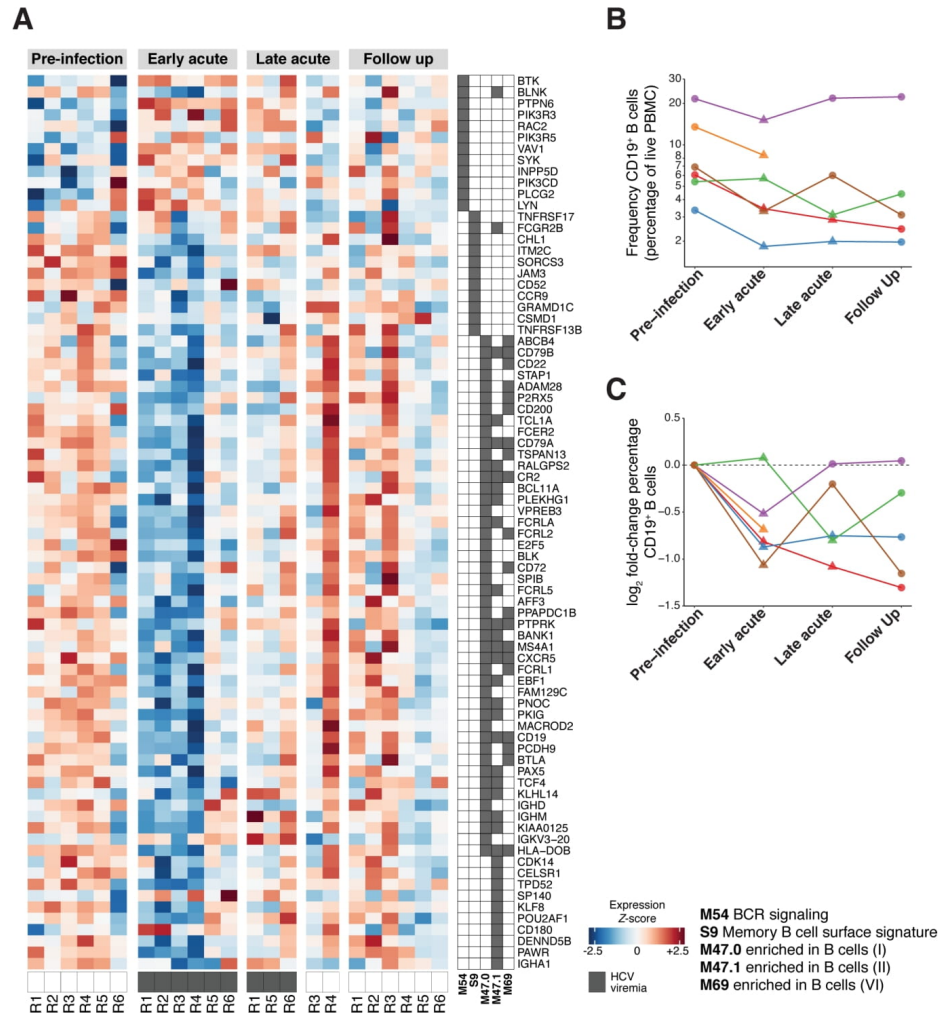 A
Pre-infection
Early acute
Late acute
Follow up
BTK
BLNK
PTPN6
PIK3R3
RAC2
PIK3R5
VAV1
SYK
INPP5D
PIK3CD
PLCG2
LYN
TNFRSF17
FCGR2B
CHL1
ITM2C
SORCS3
JAM3
CD52
CCR9
GRAMD1C
CSMD1
TNFRSF13B
ABCB4
CD79B
CD22
STAP1
ADAM28
P2RX5
CD200
TCL1A
FCER2
CD79A
TSPAN13
RALGPS2
CR2
BCL11A
PLEKHG1
VPREB3
FCRLA
FCRL2
E2F5
BLK
CD72
SPIB
FCRL5
AFF3
PPAPDC1B
PTPRK
BANK1
MS4A1
CXCR5
FCRL1
EBF1
FAM129C
PNOC
PKIG
MACROD2
CD19
PCDH9
BTLA
PAX5
TCF4
KLHL14
IGHD
IGHM
KIAA0125
IGKV3−20
HLA−DOB
CDK14
CELSR1
TPD52
SP140
KLF8
POU2AF1
CD180
DENND5B
PAWR
IGHA1
R1 R2 R3 R4 R5 R6
R1 R2 R3 R4 R5 R6
R1 R5 R6 R3 R4
R1 R2 R3 R4 R5 R6
M54 S9 M47.0 M47.1 M69
B
Frequency CD19+ B cells
(percentage of live PBMC)
30
20
10
8
6
5
4
3
2
Pre−infection
Early acute
Late acute
Follow Up
C
log2 fold-change percentage
CD19+ B cells
0.5
0.0
−0.5
−1.0
−1.5
Pre−infection
Early acute
Late acute
Follow Up
Expression
Z-score
-2.5 0 +2.5
HCV
viremia
M54 BCR signaling
S9 Memory B cell surface signature
M47.0 enriched in B cells (I)
M47.1 enriched in B cells (II)
M69 enriched in B cells (VI)